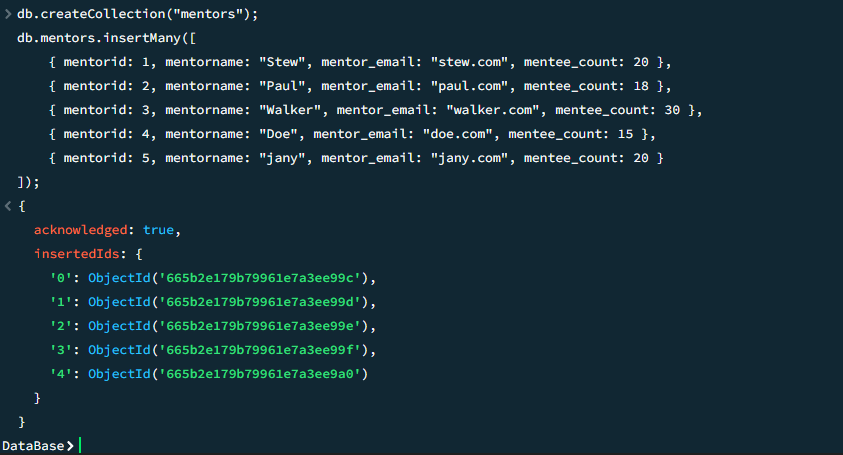 > db.createCollection("mentors");
db.mentors.insertMany([
    { mentorid: 1, mentorname: "Stew", mentor_email: "stew.com", mentee_count: 20 },
    { mentorid: 2, mentorname: "Paul", mentor_email: "paul.com", mentee_count: 18 },
    { mentorid: 3, mentorname: "Walker", mentor_email: "walker.com", mentee_count: 30 },
    { mentorid: 4, mentorname: "Doe", mentor_email: "doe.com", mentee_count: 15 },
    { mentorid: 5, mentorname: "jany", mentor_email: "jany.com", mentee_count: 20 }
]);
< {
  acknowledged: true,
  insertedIds: {
    '0': ObjectId('665b2e179b79961e7a3ee99c'),
    '1': ObjectId('665b2e179b79961e7a3ee99d'),
    '2': ObjectId('665b2e179b79961e7a3ee99e'),
    '3': ObjectId('665b2e179b79961e7a3ee99f'),
    '4': ObjectId('665b2e179b79961e7a3ee9a0')
  }
}
DataBase>